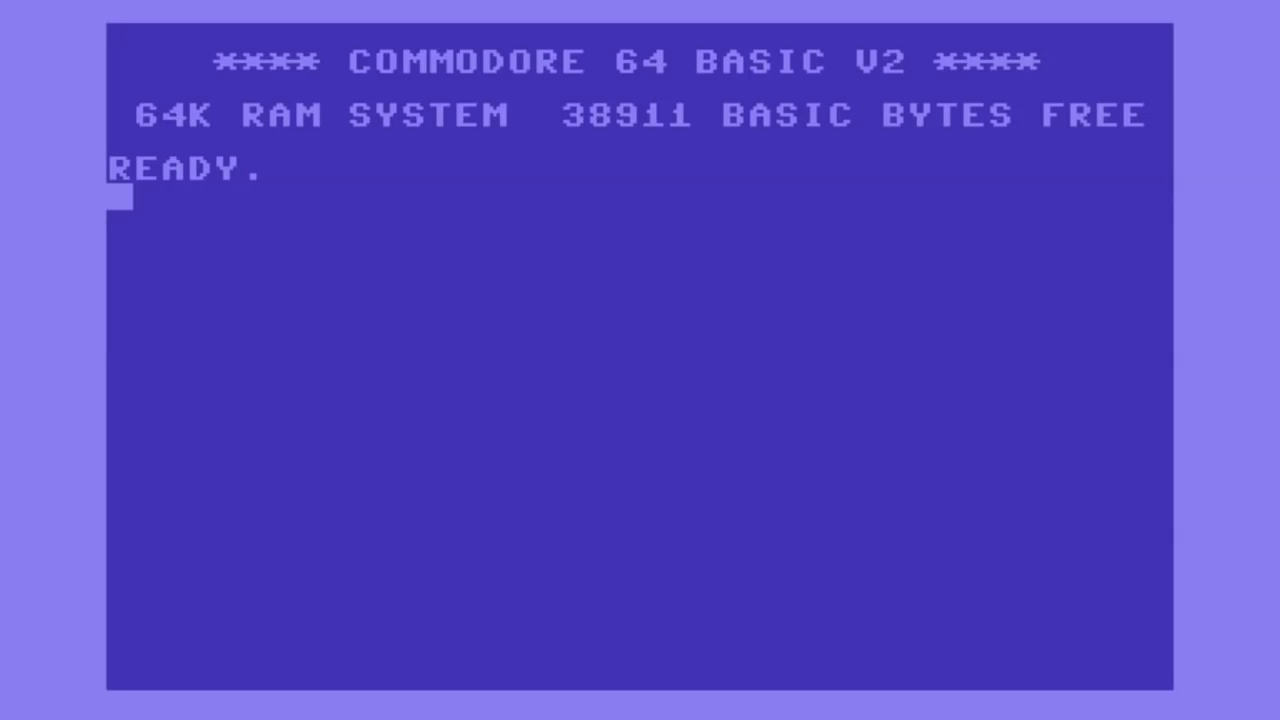 **** COMMODORE 64 BASIC V2 ****
64K RAM SYSTEM  38911 BASIC BYTES FREE
READY.